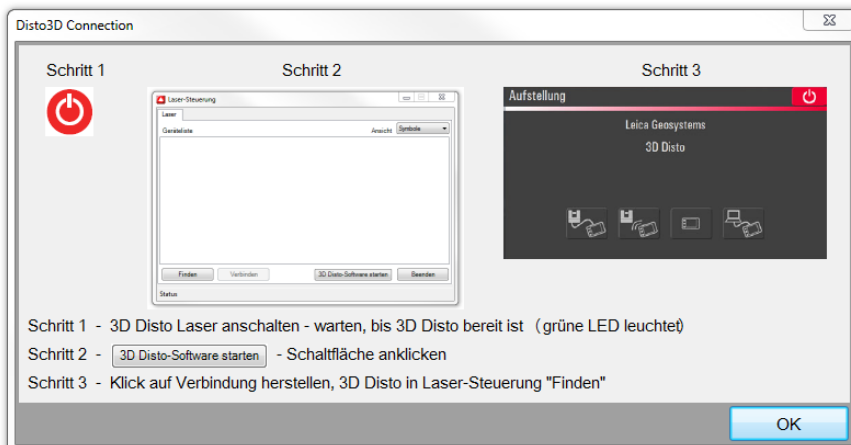 Disto3D Connection
Schritt 1
Schritt 2
Schritt 3
Laser-Steuerung
Laser
Geräteliste
Ansicht
Symbole
Finden
Verbinden
3D Disto-Software starten
Beenden
Status
Aufstellung
Leica Geosystems
3D Disto
Schritt 1 - 3D Disto Laser anschalten - warten, bis 3D Disto bereit ist (grüne LED leuchtet)
Schritt 2 - 3D Disto-Software starten - Schaltfläche anklicken
Schritt 3 - Klick auf Verbindung herstellen, 3D Disto in Laser-Steuerung "Finden"
OK